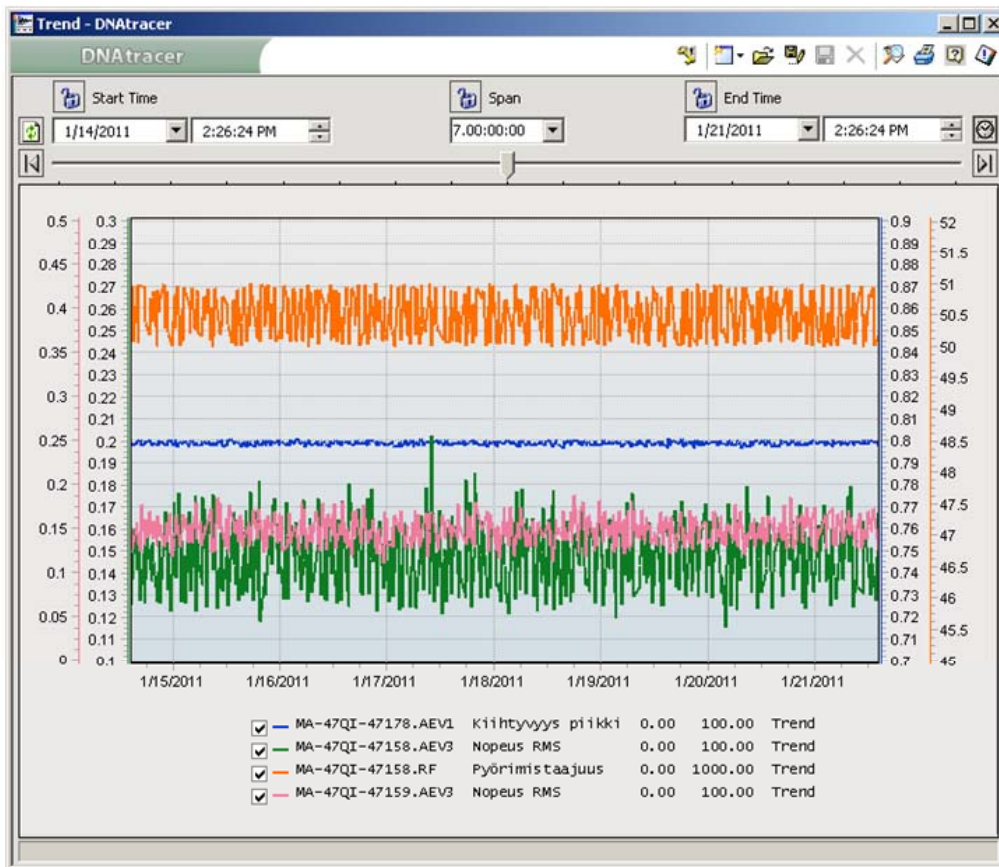 Trend - DNAtracer
DNAtracer
Start Time
Span
End Time
1/14/2011 2:26:24 PM
7.00:00:00
1/21/2011 2:26:24 PM
0.5 0.3 0.9 52
0.29 0.89 51.5
0.45 0.28 0.88
0.27 0.87 51
0.4 0.26 0.86 50.5
0.25 0.85
0.35 0.24 0.84 50
0.23 0.83 49.5
0.3 0.22 0.82
0.21 0.81 49
0.25 0.2 0.8 48.5
0.19 0.79
0.2 0.18 0.78 48
0.17 0.77 47.5
0.15 0.16 0.76
0.15 0.75 47
0.1 0.14 0.74 46.5
0.13 0.73
0.05 0.12 0.72 46
0.11 0.71 45.5
0 0.1 0.7 45
1/15/2011 1/16/2011 1/17/2011 1/18/2011 1/19/2011 1/20/2011 1/21/2011
MA-47QI-47178.AEV1 Kiihtyvyys piikki 0.00 100.00 Trend
MA-47QI-47158.AEV3 Nopeus RMS 0.00 100.00 Trend
MA-47QI-47158.RF Pyörimistaajuus 0.00 1000.00 Trend
MA-47QI-47159.AEV3 Nopeus RMS 0.00 100.00 Trend